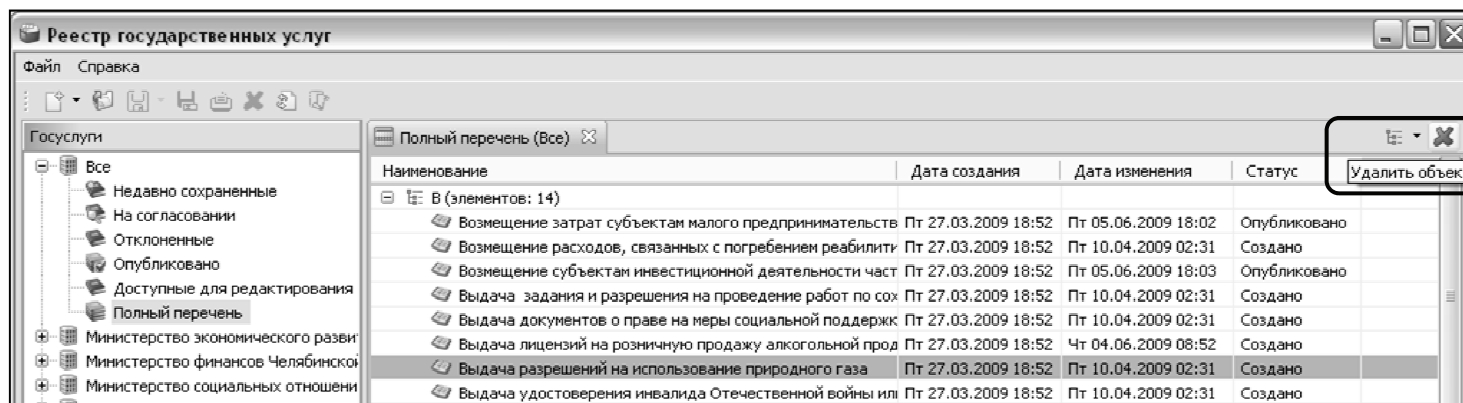 Реестр государственных услуг
Файл Справка
Госуслуги
Полный перечень (Все)
Все
Недавно сохраненные
На согласовании
Отклоненные
Опубликовано
Доступные для редактирования
Полный перечень
Министерство экономического разви
Министерство финансов Челябинской
Министерство социальных отношени
Удалить объек
Наименование Дата создания Дата изменения Статус
В (элементов: 14)
Возмещение затрат субъектам малого предпринимательств Пт 27.03.2009 18:52 Пт 05.06.2009 18:02 Опубликовано
Возмещение расходов, связанных с погребением реабилити Пт 27.03.2009 18:52 Пт 10.04.2009 02:31 Создано
Возмещение субъектам инвестиционной деятельности част Пт 27.03.2009 18:52 Пт 05.06.2009 18:03 Опубликовано
Выдача задания и разрешения на проведение работ по сох Пт 27.03.2009 18:52 Пт 10.04.2009 02:31 Создано
Выдача документов о праве на меры социальной поддержк Пт 27.03.2009 18:52 Пт 10.04.2009 02:31 Создано
Выдача лицензий на розничную продажу алкогольной прод Пт 27.03.2009 18:52 Чт 04.06.2009 08:52 Создано
Выдача разрешений на использование природного газа Пт 27.03.2009 18:52 Пт 10.04.2009 02:31 Создано
Выдача удостоверения инвалида Отечественной войны или Пт 27.03.2009 18:52 Пт 10.04.2009 02:31 Создано